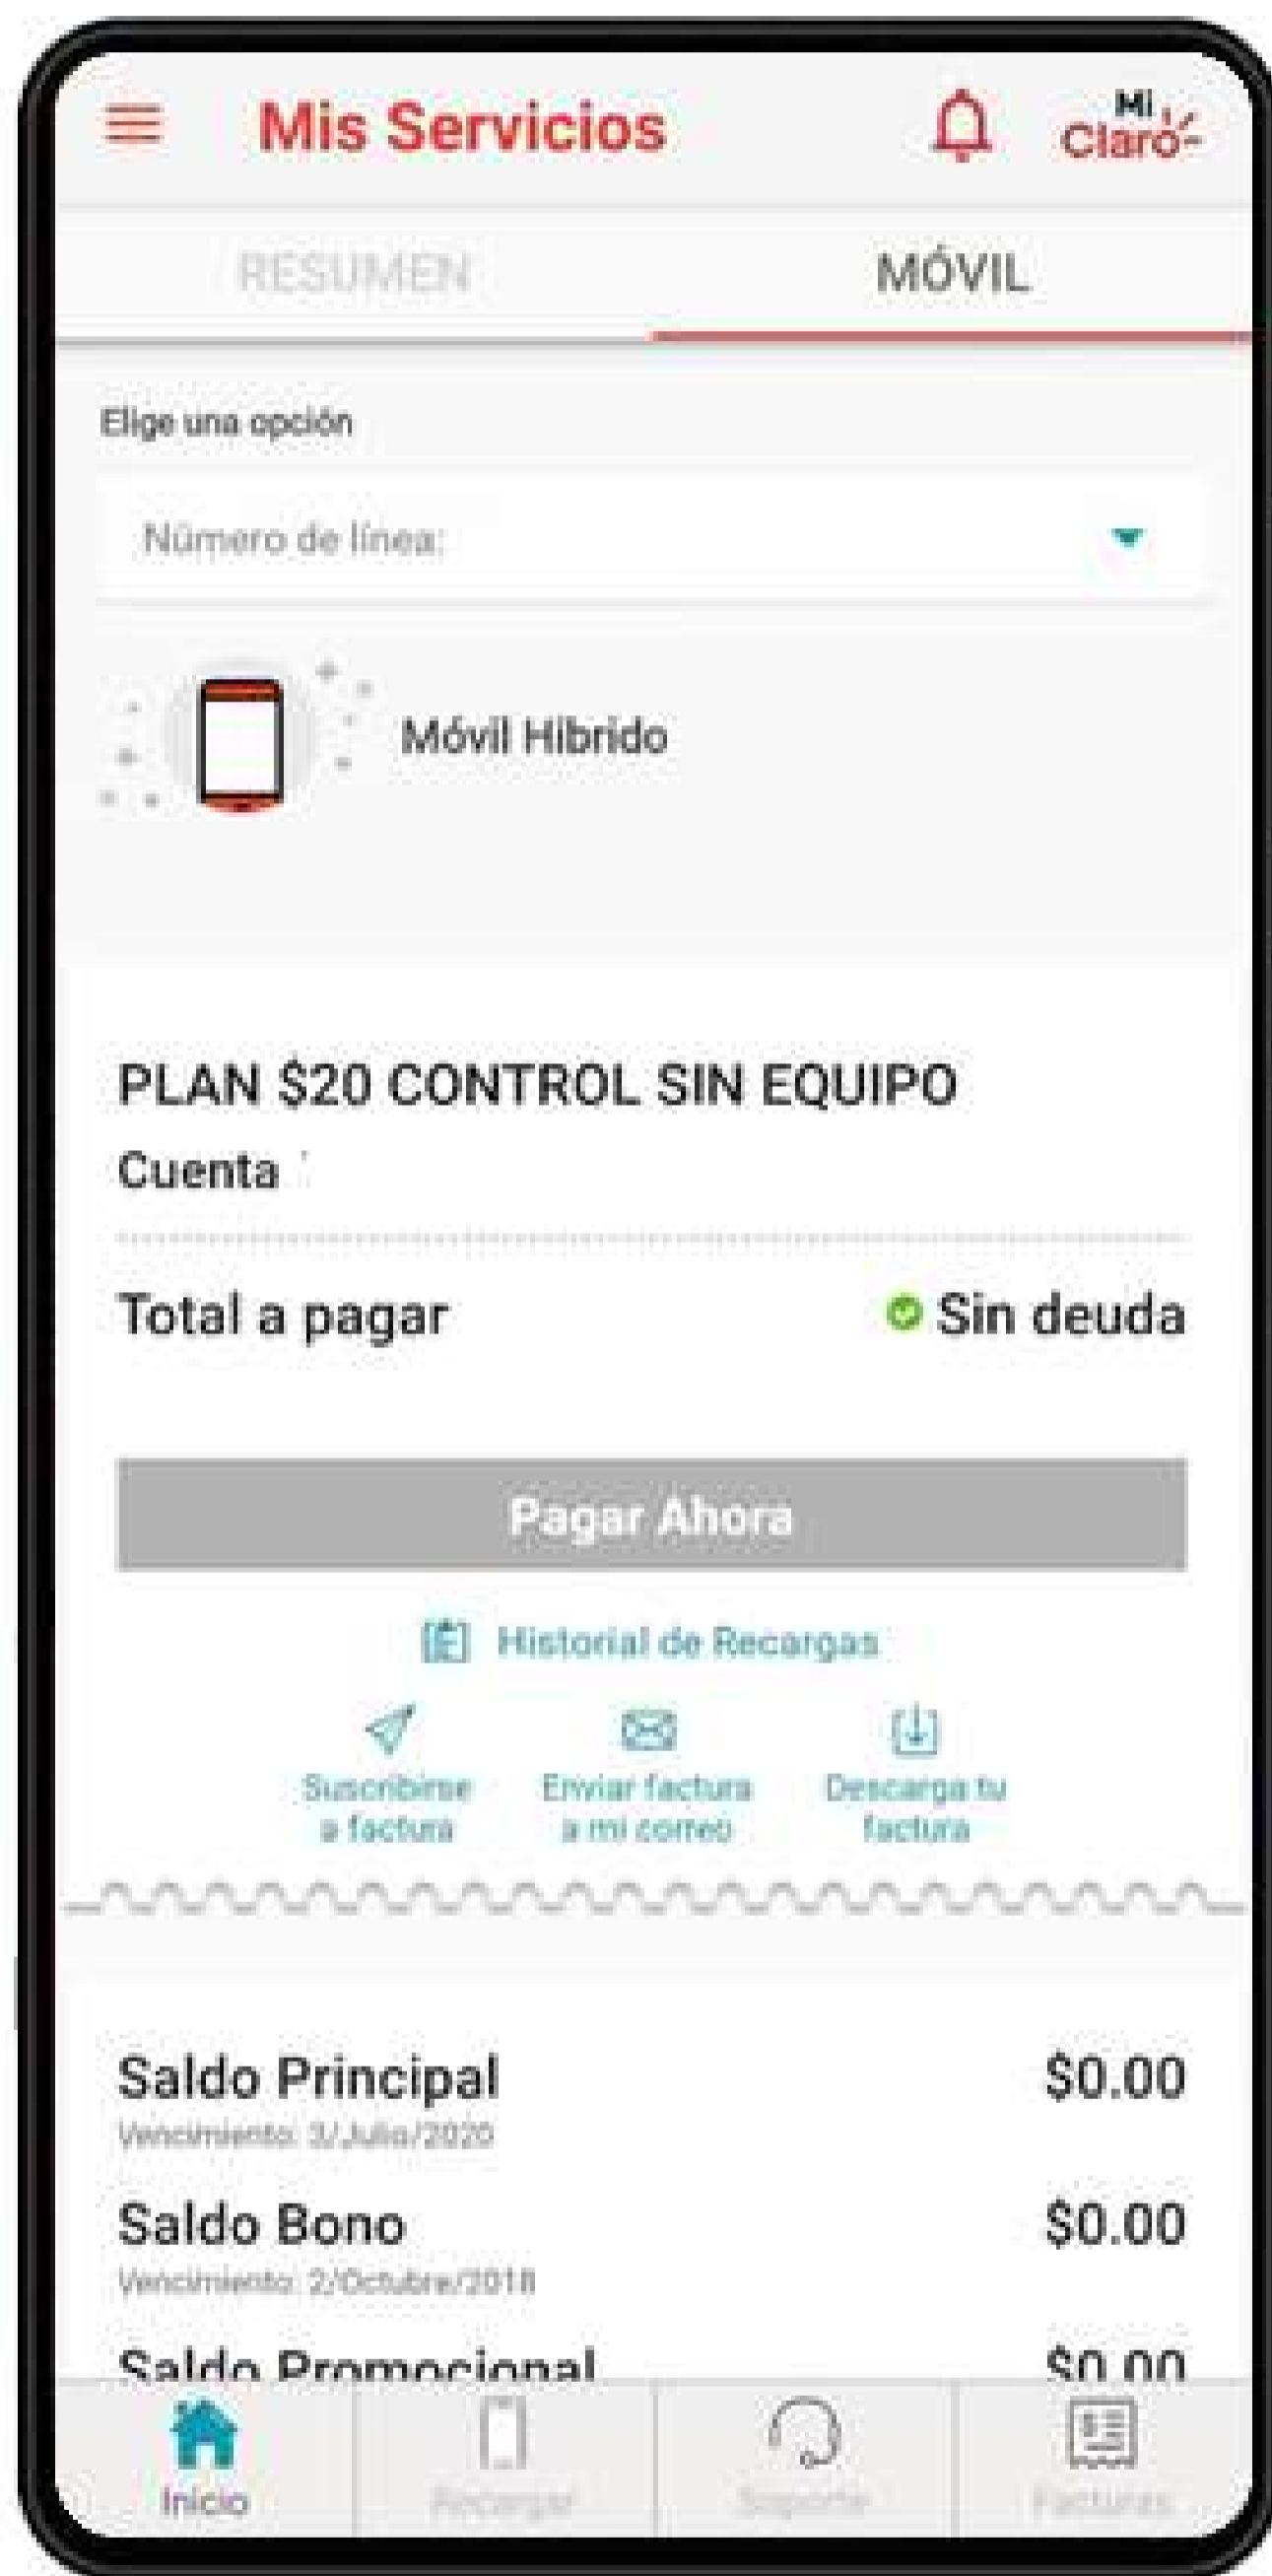 Mis Servicios
Mi
Claro
RESUMEN
MÓVIL
Elige una opción
Número de línea:
Móvil Hibrido
PLAN $20 CONTROL SIN EQUIPO
Cuenta
Total a pagar
Sin deuda
Pagar Ahora
Historial de Recargas
Suscribirse
a factura
Enviar factura
a mi correo
Descarga tu
factura
Saldo Principal
$0.00
Vencimiento: 3/Julio/2020
Saldo Bono
$0.00
Vencimiento: 2/Octubre/2018
Saldo Promocional
$0.00
Inicio
Recargar
Soporte
Facturas